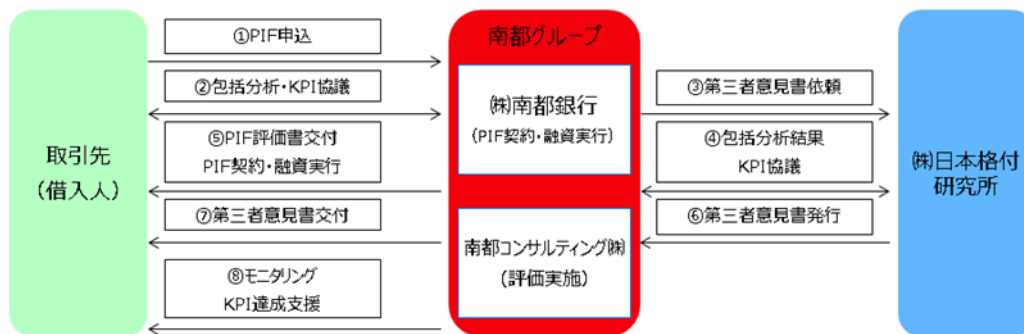 取引先
(借入人)
①PIF申込
②包括分析・KPI協議
⑤PIF評価書交付
PIF契約・融資実行
⑦第三者意見書交付
⑧モニタリング
KPI達成支援
南都グループ
㈱南都銀行
(PIF契約・融資実行)
南都コンサルティング㈱
(評価実施)
③第三者意見書依頼
④包括分析結果
KPI協議
⑥第三者意見書発行
㈱日本格付
研究所